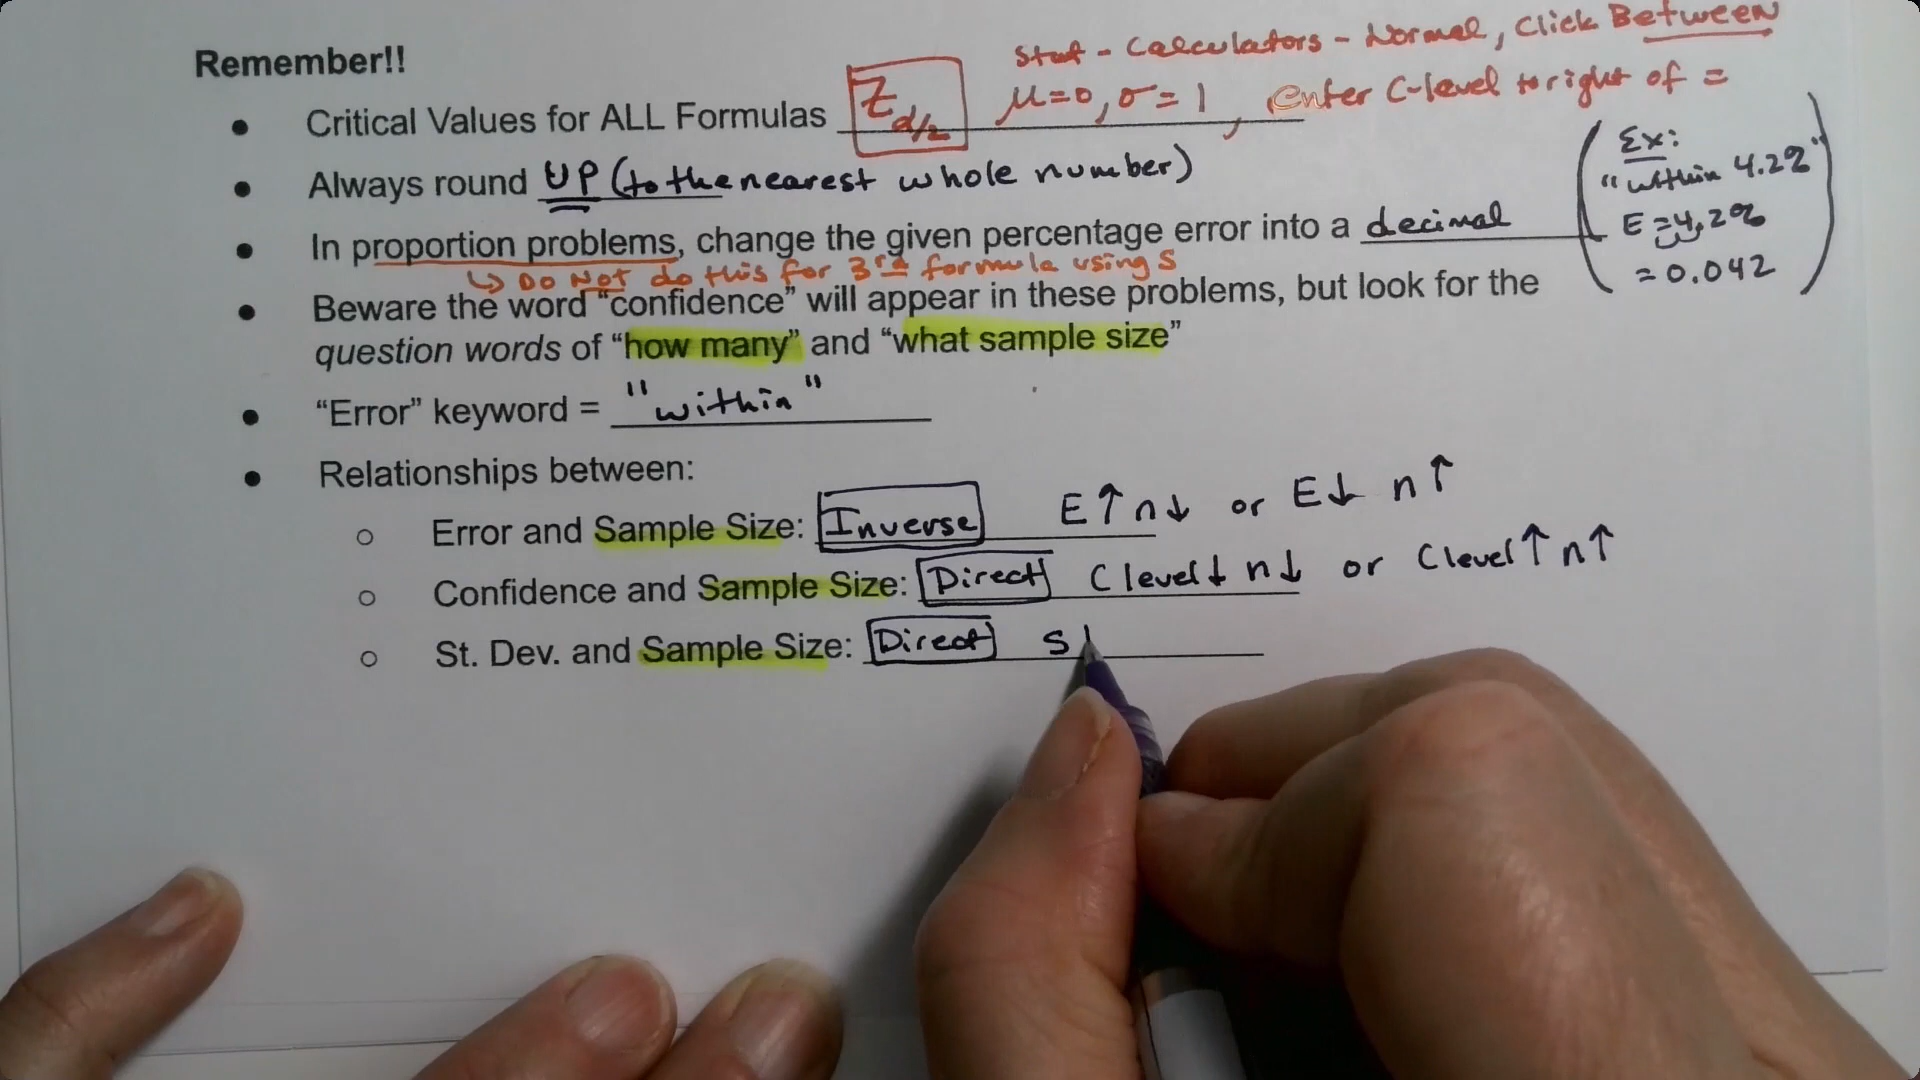 Remember!!
Stat - Calculators - Normal, Click Between
• Critical Values for ALL Formulas Zα/2 μ=0, σ=1, Enter C-level to right of =
• Always round UP (to the nearest whole number)
Ex:
"within 4.2%"
• In proportion problems, change the given percentage error into a decimal
E = 4.2%
↳ DO NOT do this for 3rd formula using S
= 0.042
• Beware the word “confidence” will appear in these problems, but look for the
question words of “how many” and “what sample size”
• “Error” keyword = "within"
• Relationships between:
○ Error and Sample Size: Inverse E↑ n↓ or E↓ n↑
○ Confidence and Sample Size: Direct C level↓ n↓ or C level↑ n↑
○ St. Dev. and Sample Size: Direct S